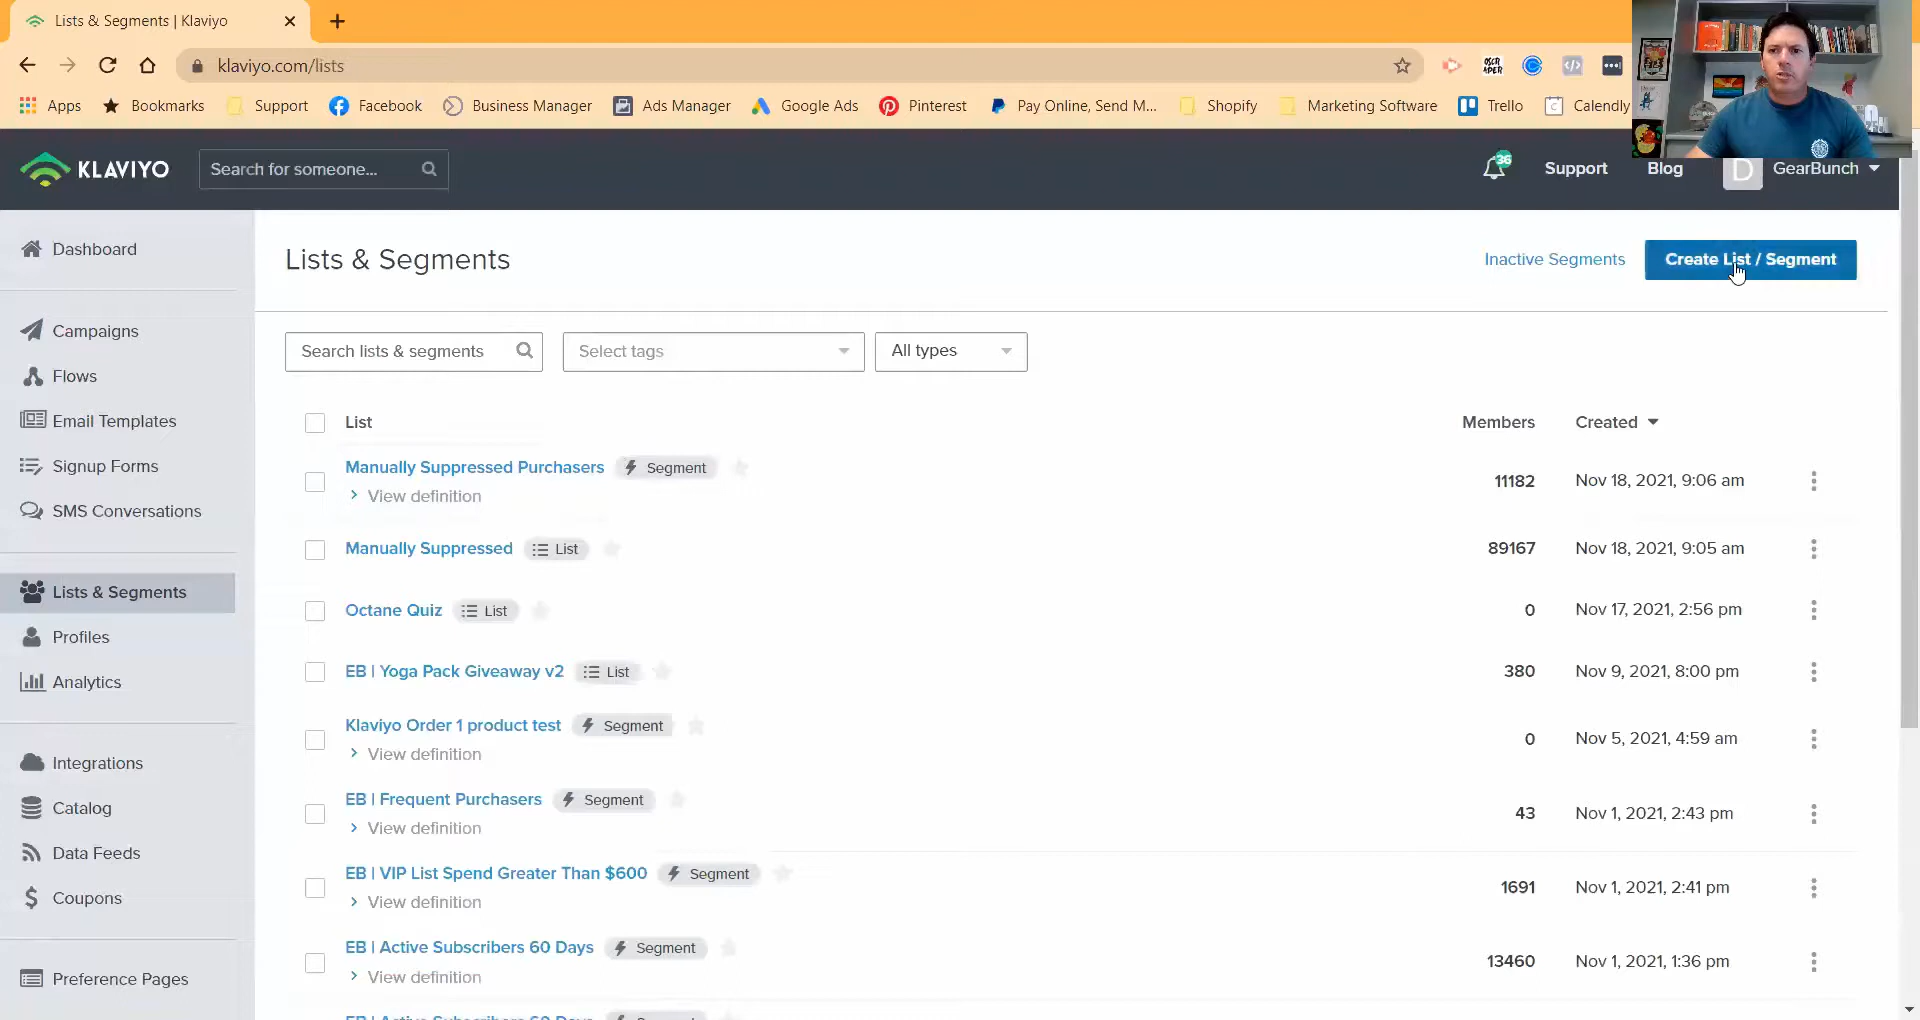 Lists & Segments | Klaviyo
klaviyo.com/lists
Apps Bookmarks Support Facebook Business Manager Ads Manager Google Ads Pinterest Pay Online, Send M... Shopify Marketing Software Trello Calendly
KLAVIYO Search for someone... 36 Support Blog D GearBunch
Dashboard
Campaigns
Flows
Email Templates
Signup Forms
SMS Conversations
Lists & Segments
Profiles
Analytics
Integrations
Catalog
Data Feeds
Coupons
Preference Pages
Lists & Segments Inactive Segments Create List / Segment
Search lists & segments Select tags All types
List Members Created
Manually Suppressed Purchasers Segment 11182 Nov 18, 2021, 9:06 am
View definition
Manually Suppressed List 89167 Nov 18, 2021, 9:05 am
Octane Quiz List 0 Nov 17, 2021, 2:56 pm
EB | Yoga Pack Giveaway v2 List 380 Nov 9, 2021, 8:00 pm
Klaviyo Order 1 product test Segment 0 Nov 5, 2021, 4:59 am
View definition
EB | Frequent Purchasers Segment 43 Nov 1, 2021, 2:43 pm
View definition
EB | VIP List Spend Greater Than $600 Segment 1691 Nov 1, 2021, 2:41 pm
View definition
EB | Active Subscribers 60 Days Segment 13460 Nov 1, 2021, 1:36 pm
View definition